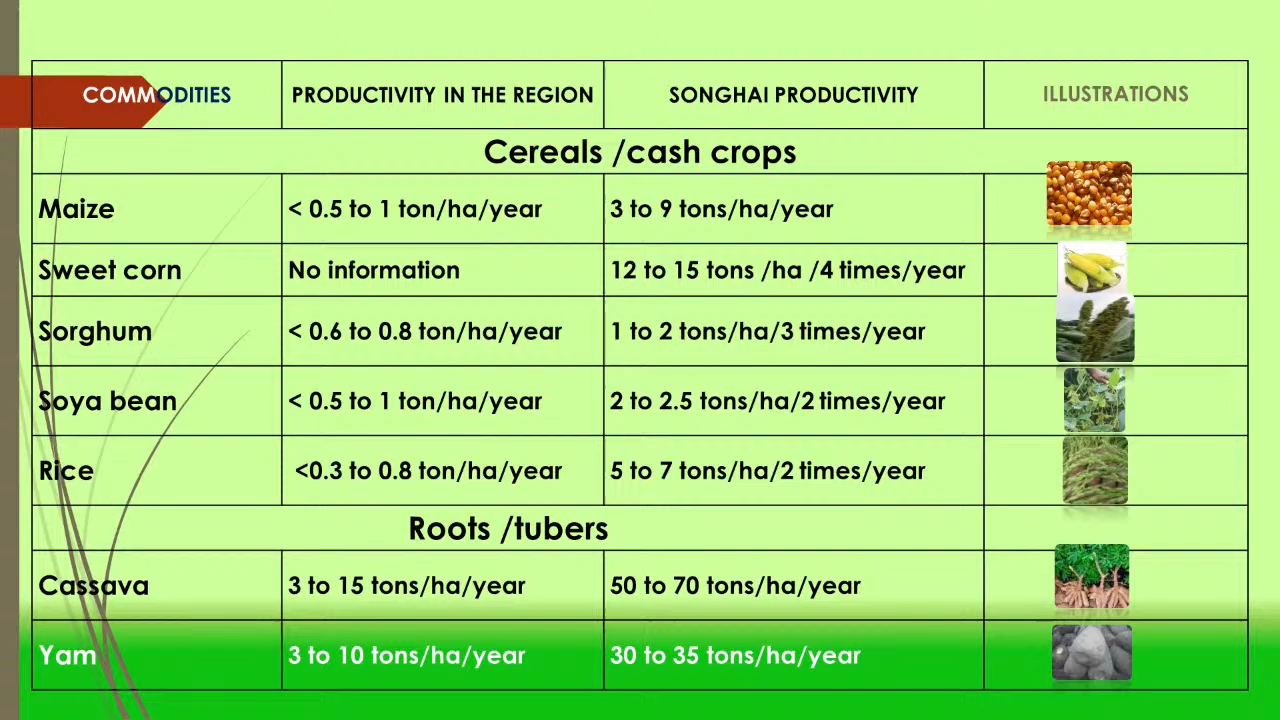 COMMODITIES PRODUCTIVITY IN THE REGION SONGHAI PRODUCTIVITY ILLUSTRATIONS
Cereals /cash crops
Maize < 0.5 to 1 ton/ha/year 3 to 9 tons/ha/year
Sweet corn No information 12 to 15 tons /ha /4 times/year
Sorghum < 0.6 to 0.8 ton/ha/year 1 to 2 tons/ha/3 times/year
Soya bean < 0.5 to 1 ton/ha/year 2 to 2.5 tons/ha/2 times/year
Rice <0.3 to 0.8 ton/ha/year 5 to 7 tons/ha/2 times/year
Roots /tubers
Cassava 3 to 15 tons/ha/year 50 to 70 tons/ha/year
Yam 3 to 10 tons/ha/year 30 to 35 tons/ha/year